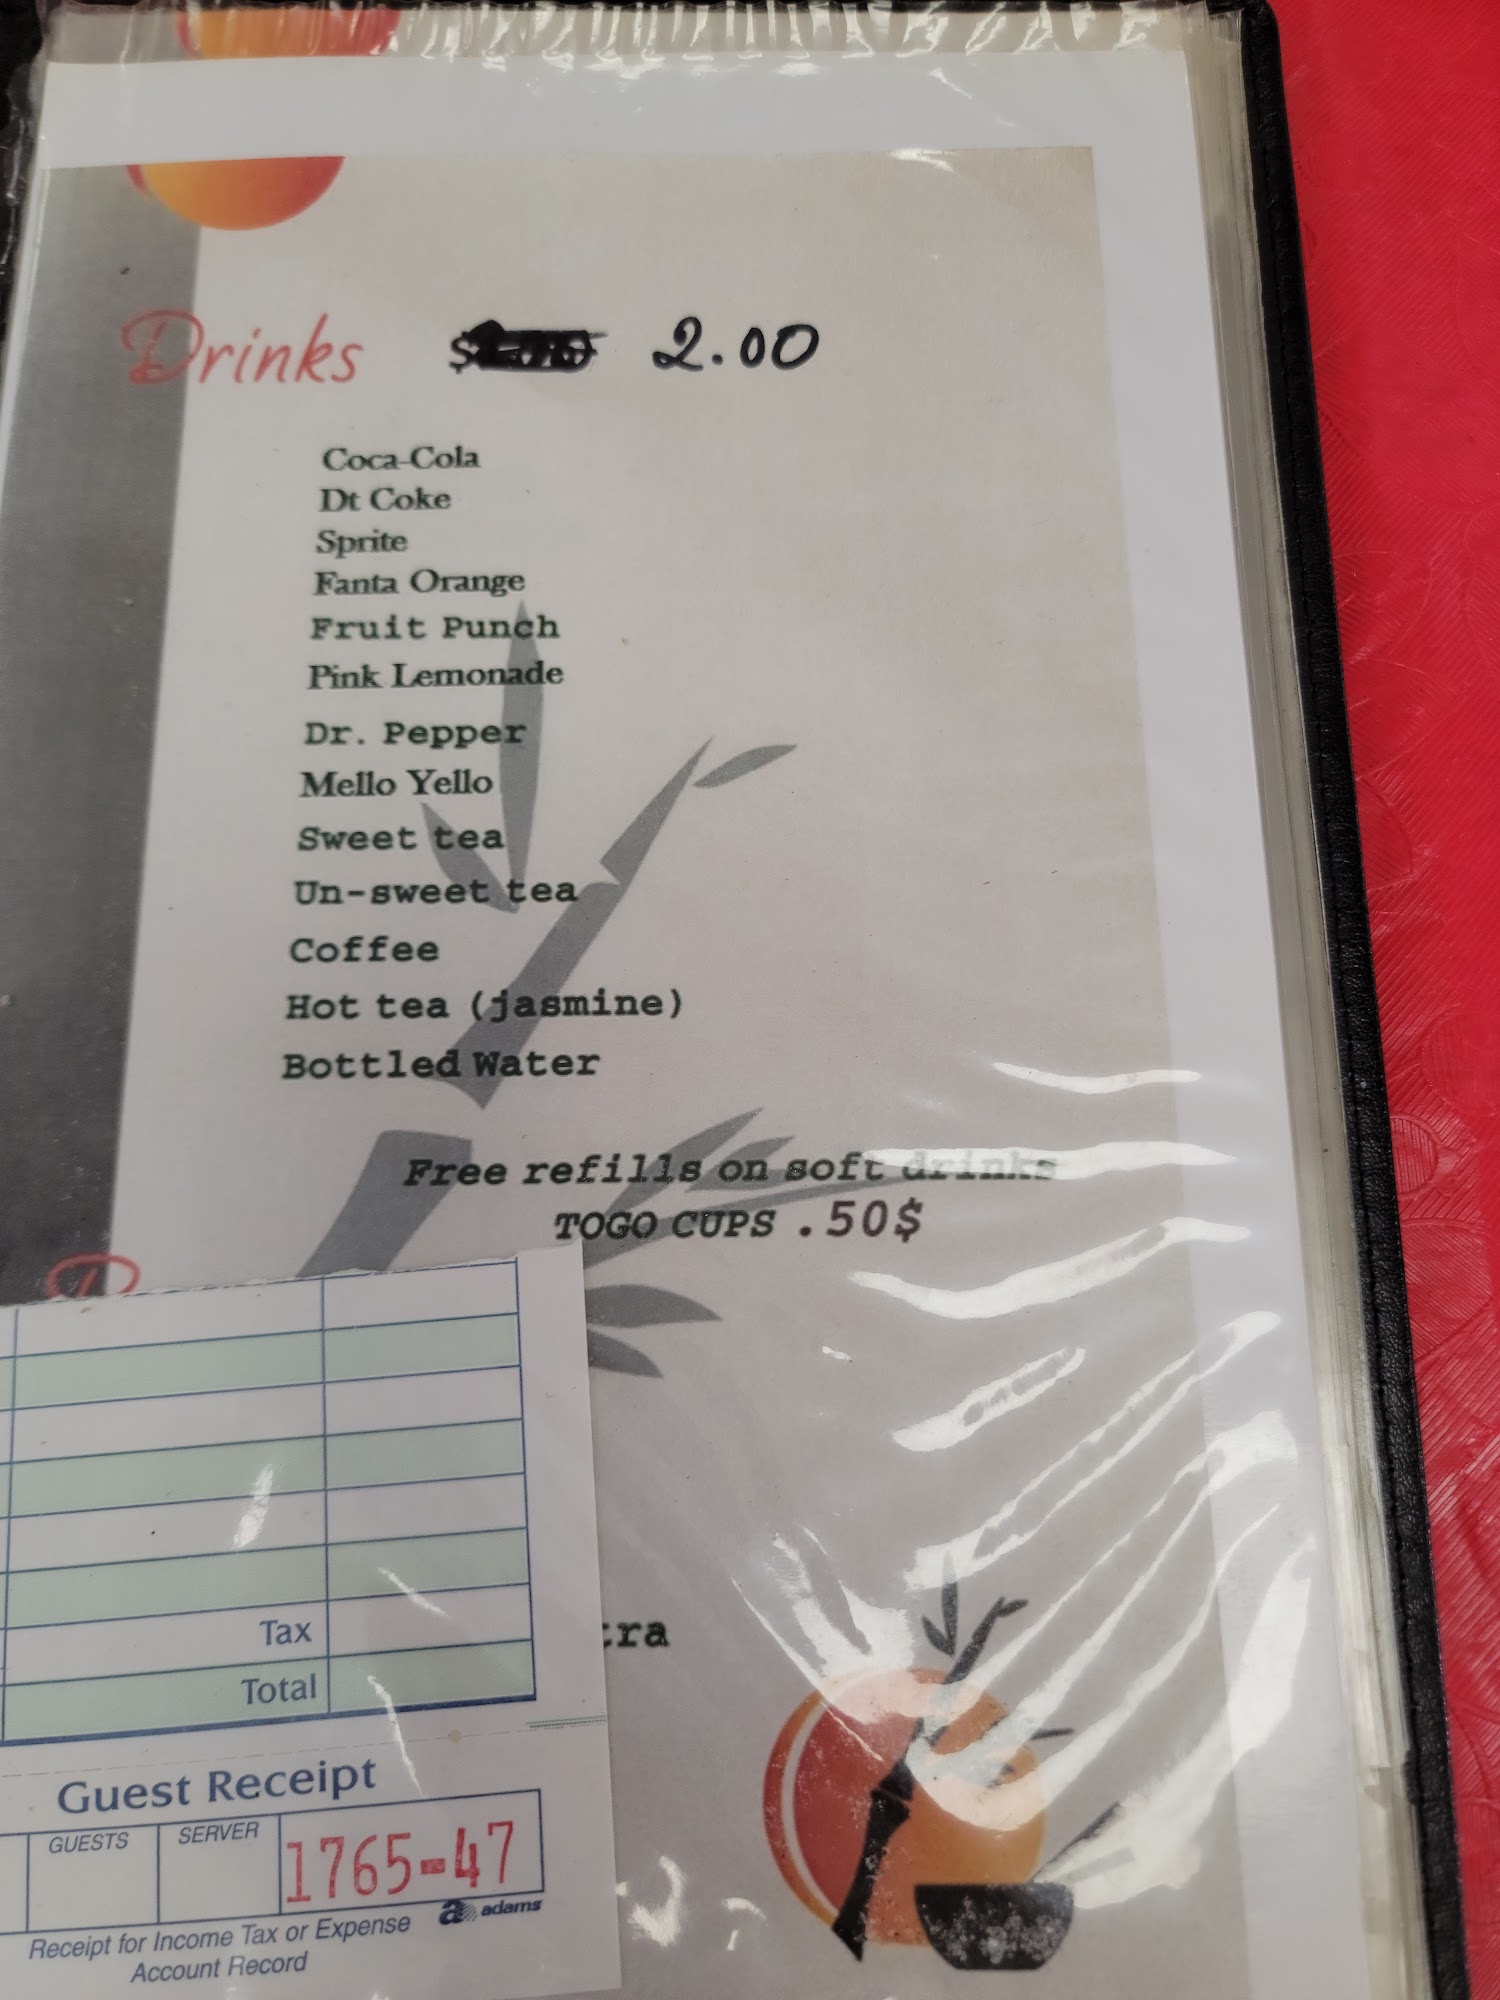 Drinks 2.00
Coca-Cola
Dt Coke
Sprite
Fanta Orange
Fruit Punch
Pink Lemonade
Dr. Pepper
Mello Yello
Sweet tea
Un-sweet tea
Coffee
Hot tea (jasmine)
Bottled Water
Free refills on soft drinks
TOGO CUPS .50$
Tax
Total
Guest Receipt
GUESTS SERVER 1765-47
adams
Receipt for Income Tax or Expense
Account Record